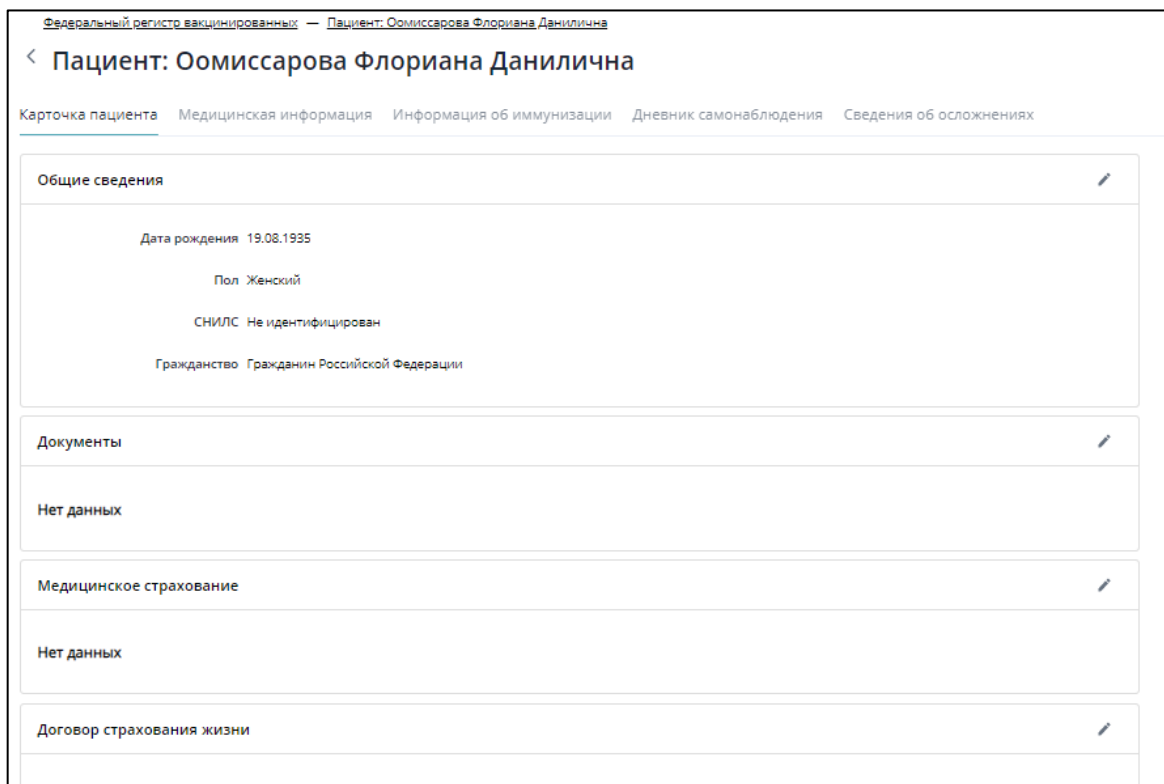 Федеральный регистр вакцинированных — Пациент: Оомиссарова Флориана Данилична
Пациент: Оомиссарова Флориана Данилична
Карточка пациента Медицинская информация Информация об иммунизации Дневник самонаблюдения Сведения об осложнениях
Общие сведения
Дата рождения 19.08.1935
Пол Женский
СНИЛС Не идентифицирован
Гражданство Гражданин Российской Федерации
Документы
Нет данных
Медицинское страхование
Нет данных
Договор страхования жизни